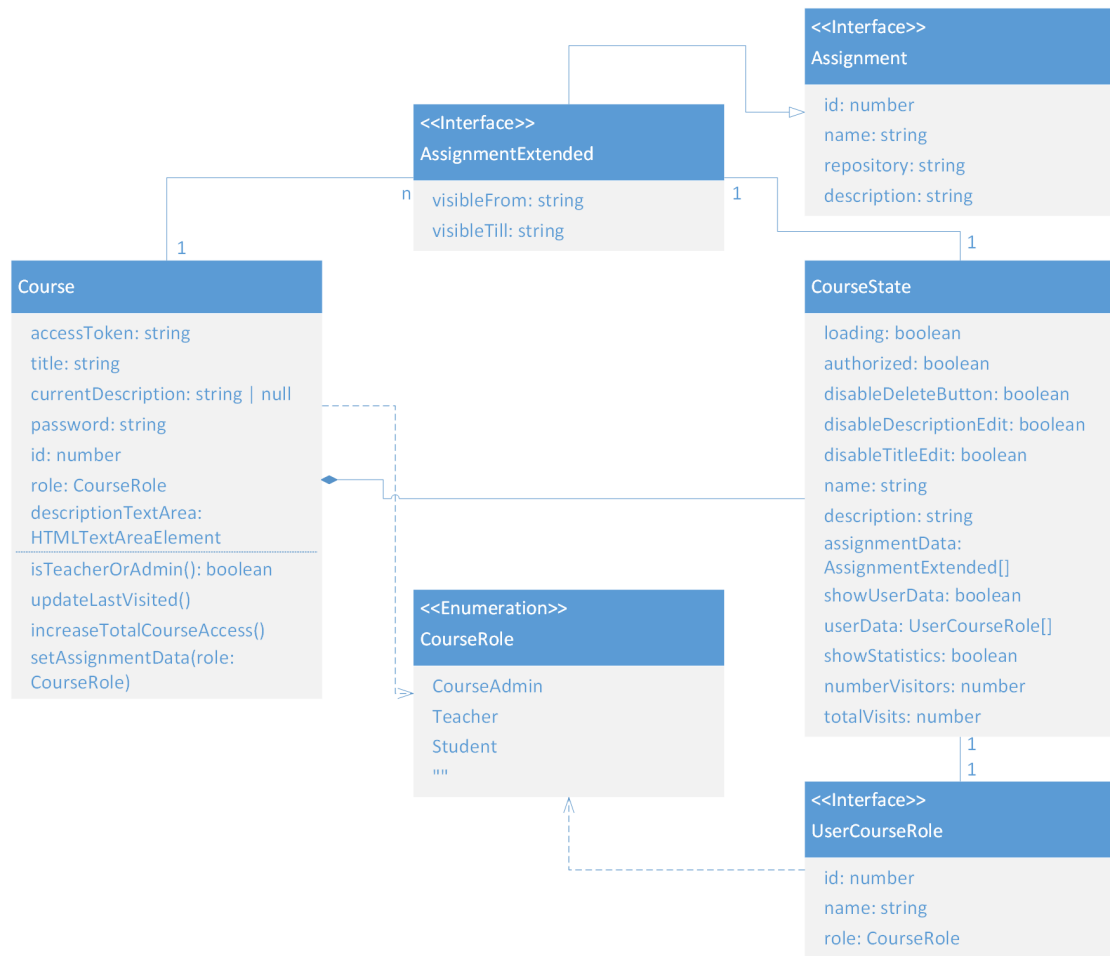 <<Interface>>
Assignment
id: number
name: string
repository: string
description: string
<<Interface>>
AssignmentExtended
visibleFrom: string
visibleTill: string
n
1
1
1
Course
accessToken: string
title: string
currentDescription: string | null
password: string
id: number
role: CourseRole
descriptionTextArea:
HTMLTextAreaElement
isTeacherOrAdmin(): boolean
updateLastVisited()
increaseTotalCourseAccess()
setAssignmentData(role:
CourseRole)
CourseState
loading: boolean
authorized: boolean
disableDeleteButton: boolean
disableDescriptionEdit: boolean
disableTitleEdit: boolean
name: string
description: string
assignmentData:
AssignmentExtended[]
showUserData: boolean
userData: UserCourseRole[]
showStatistics: boolean
numberVisitors: number
totalVisits: number
1
1
<<Enumeration>>
CourseRole
CourseAdmin
Teacher
Student
""
<<Interface>>
UserCourseRole
id: number
name: string
role: CourseRole